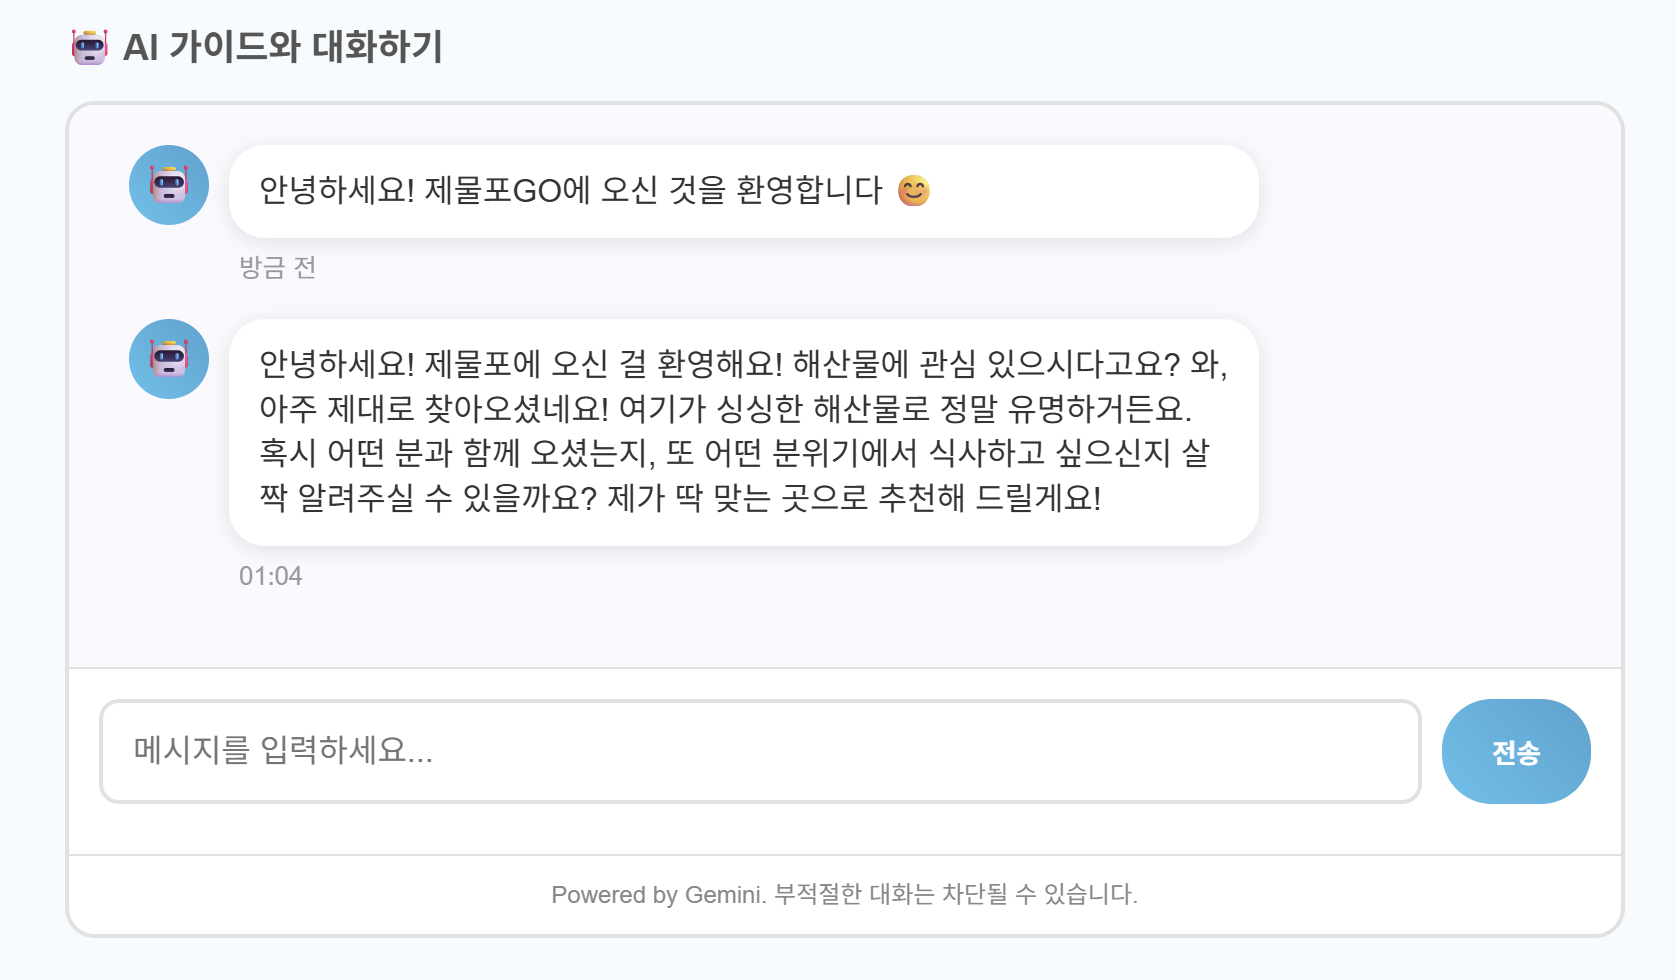 AI 가이드와 대화하기
안녕하세요! 제물포GO에 오신 것을 환영합니다 😊
방금 전
안녕하세요! 제물포에 오신 걸 환영해요! 해산물에 관심 있으시다고요? 와,
아주 제대로 찾아오셨네요! 여기가 싱싱한 해산물로 정말 유명하거든요.
혹시 어떤 분과 함께 오셨는지, 또 어떤 분위기에서 식사하고 싶으신지 살
짝 알려주실 수 있을까요? 제가 딱 맞는 곳으로 추천해 드릴게요!
01:04
메시지를 입력하세요...
전송
Powered by Gemini. 부적절한 대화는 차단될 수 있습니다.